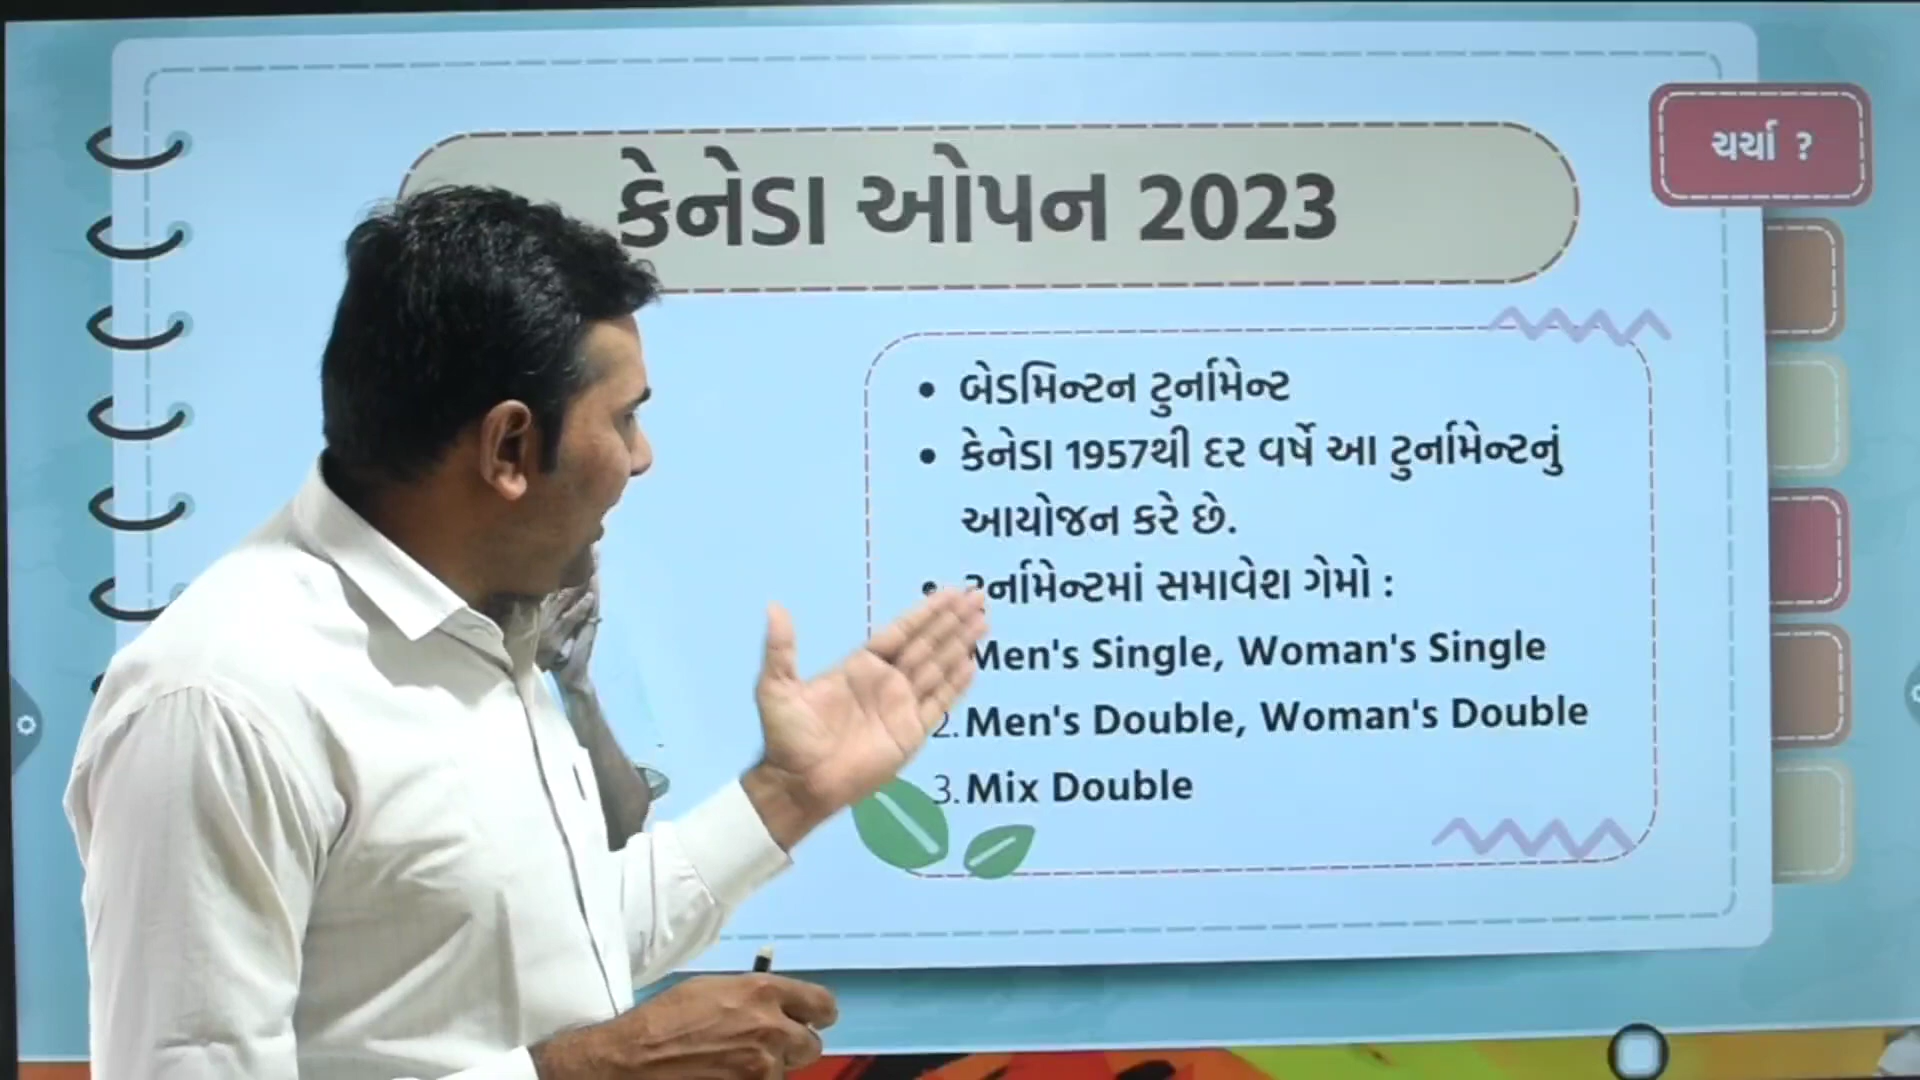 કેનેડા ઓપન 2023
ચર્ચા ?
• બેડમિન્ટન ટુર્નામેન્ટ
• કેનેડા 1957થી દર વર્ષે આ ટુર્નામેન્ટનું
આયોજન કરે છે.
• સમાવેશ ગેમો :
Men's Single, Woman's Single
2. Men's Double, Woman's Double
3. Mix Double